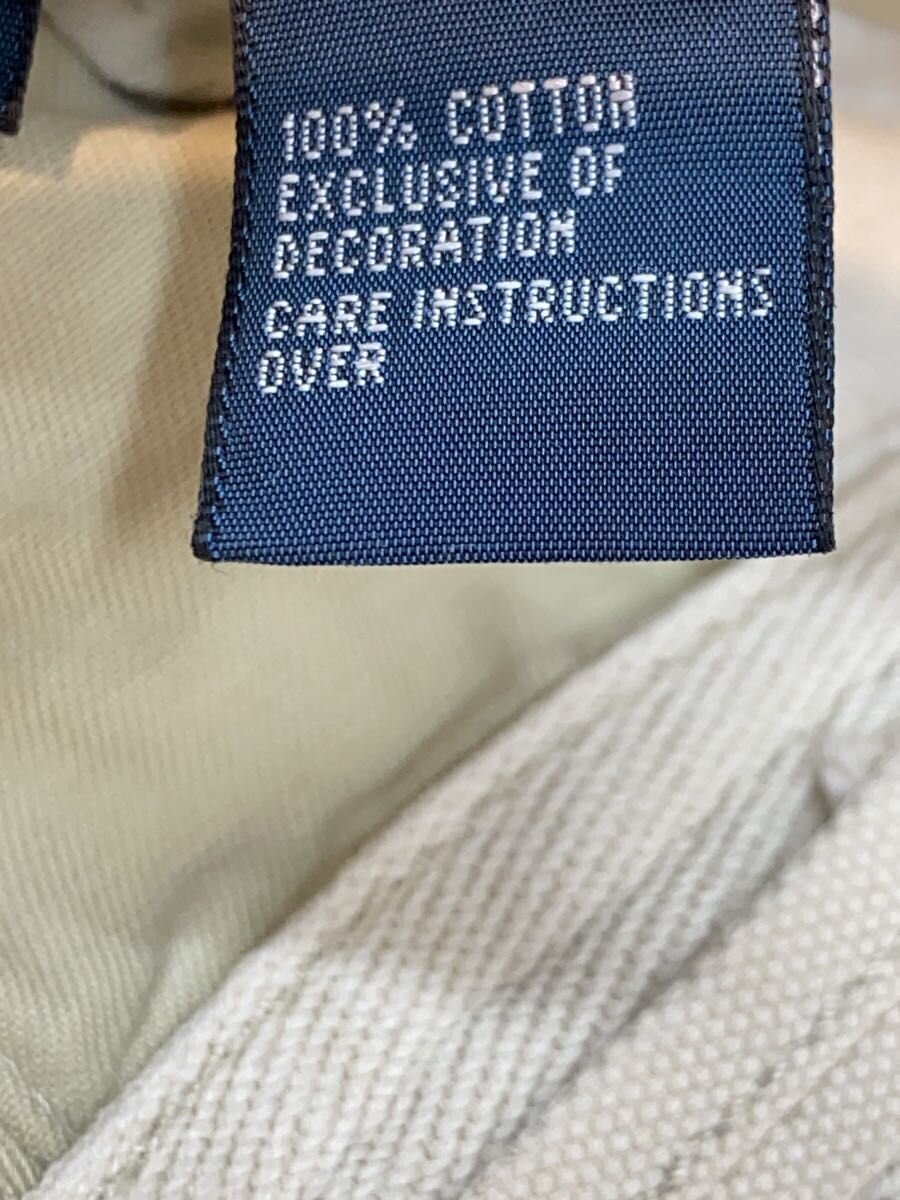 100% COTTON
EXCLUSIVE OF
DECORATION
CARE INSTRUCTIONS
OVER